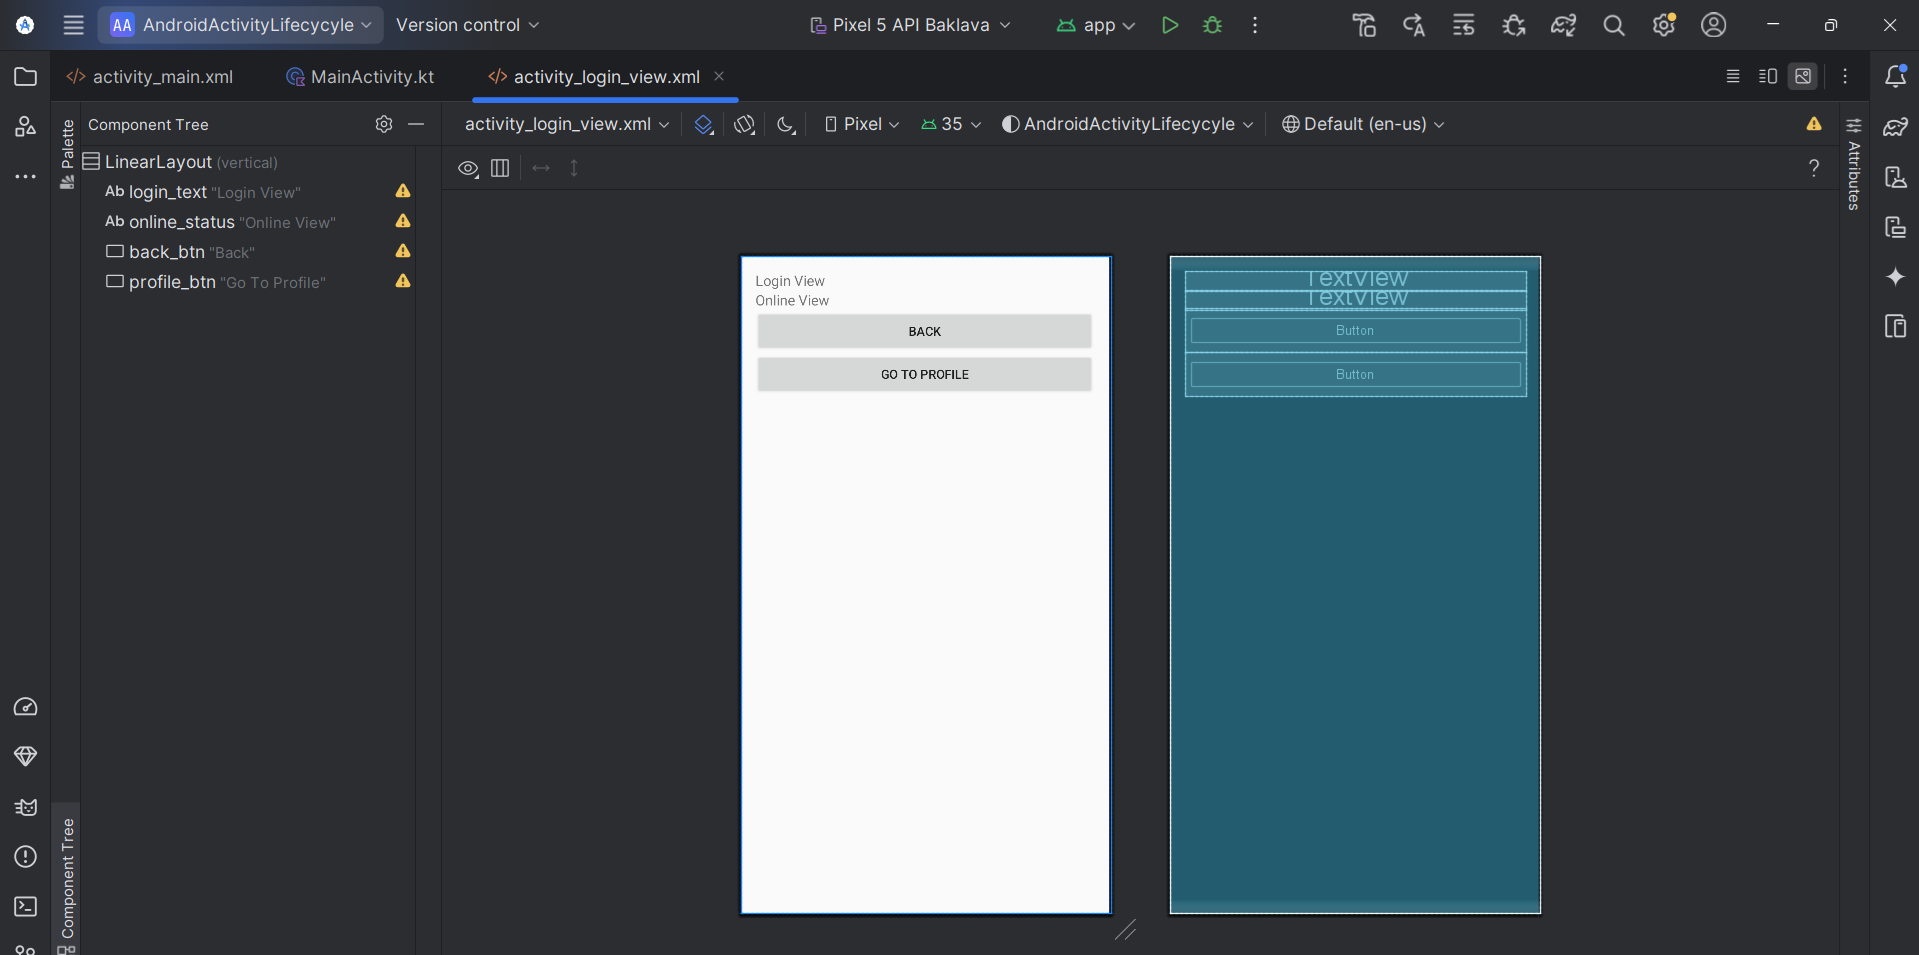 AA AndroidActivityLifecycyle Version control Pixel 5 API Baklava app
activity_main.xml MainActivity.kt activity_login_view.xml
Component Tree
activity_login_view.xml Pixel 35 AndroidActivityLifecycyle Default (en-us)
Palette
LinearLayout (vertical)
Ab login_text "Login View"
Ab online_status "Online View"
back_btn "Back"
profile_btn "Go To Profile"
?
Attributes
Login View
Online View
BACK
GO TO PROFILE
TextView
TextView
Button
Button
Component Tree